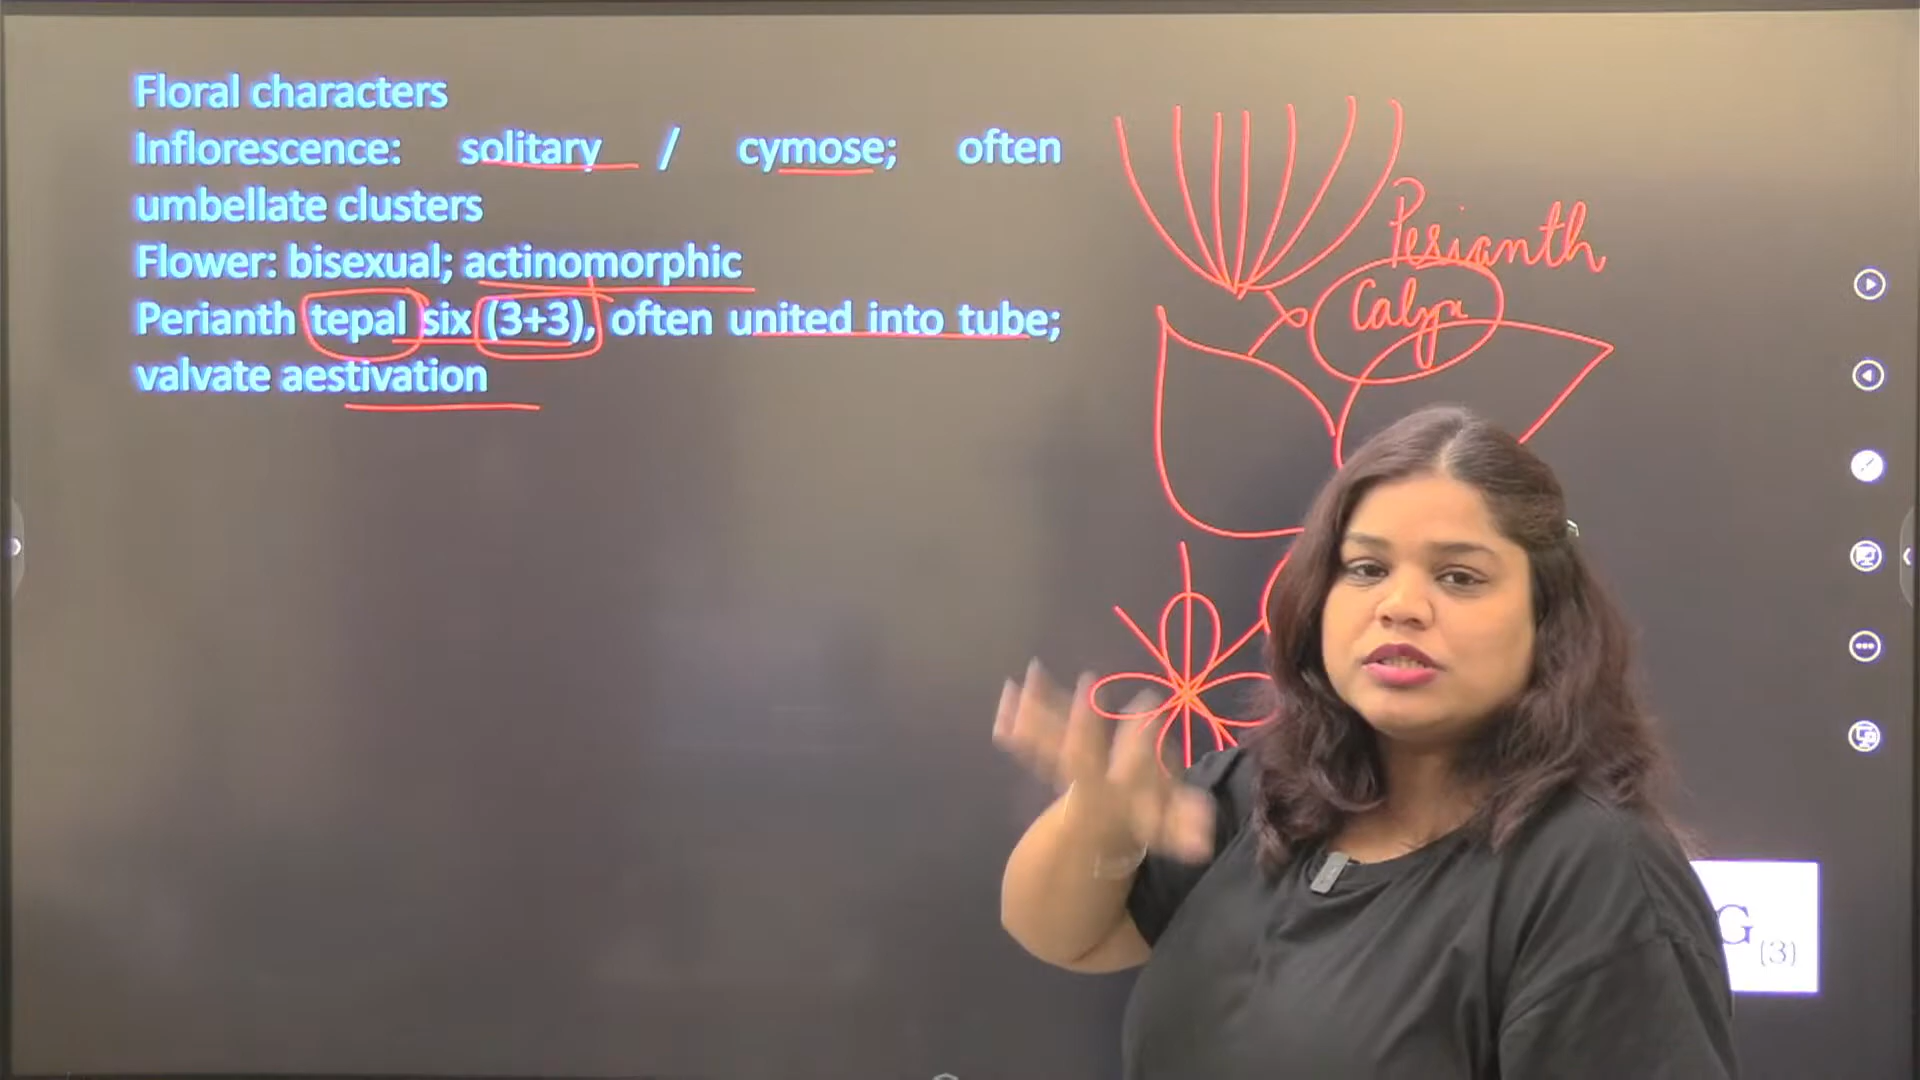 Floral characters
Inflorescence: solitary / cymose; often
umbellate clusters
Flower: bisexual; actinomorphic
Perianth tepal six (3+3), often united into tube;
valvate aestivation
Perianth
Calyx
G(3)